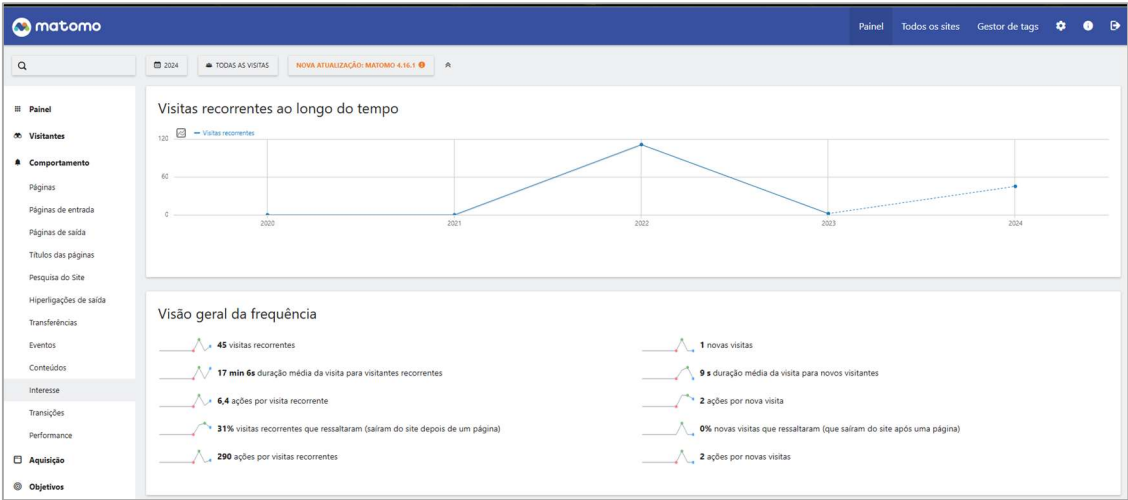 matomo
Painel Todos os sites Gestor de tags
2024 TODAS AS VISITAS NOVA ATUALIZAÇÃO: MATOMO 4.16.1
Painel
Visitantes
Comportamento
Páginas
Páginas de entrada
Páginas de saída
Títulos das páginas
Pesquisa do Site
Hiperligações de saída
Transferências
Eventos
Conteúdos
Interesse
Transições
Performance
Aquisição
Objetivos
Visitas recorrentes ao longo do tempo
Visitas recorrentes
120
60
0
2020 2021 2022 2023 2024
Visão geral da frequência
45 visitas recorrentes
17 min 6s duração média da visita para visitantes recorrentes
6,4 ações por visita recorrente
31% visitas recorrentes que ressaltaram (saíram do site depois de um página)
290 ações por visitas recorrentes
1 novas visitas
9 s duração média da visita para novos visitantes
2 ações por nova visita
0% novas visitas que ressaltaram (que saíram do site após uma página)
2 ações por novas visitas